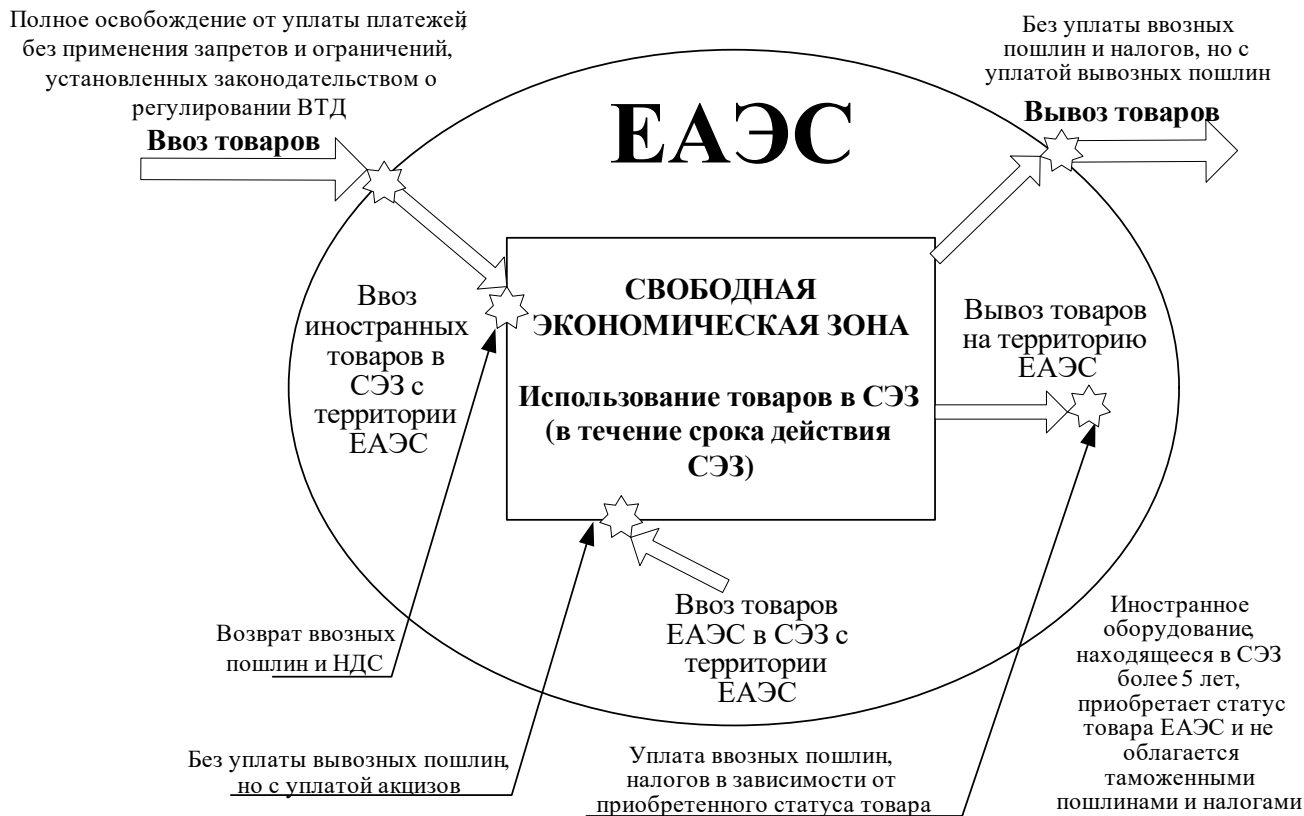 Полное освобождение от уплаты платежей,
без применения запретов и ограничений,
установленных законодательством о
регулировании ВТД
Ввоз товаров
Без уплаты ввозных
пошлин и налогов, но с
уплатой вывозных пошлин
Вывоз товаров
ЕАЭС
Ввоз
иностранных
товаров в
СЭЗ с
территории
ЕАЭС
СВОБОДНАЯ
ЭКОНОМИЧЕСКАЯ ЗОНА
Использование товаров в СЭЗ
(в течение срока действия
СЭЗ)
Вывоз товаров
на территорию
ЕАЭС
Ввоз товаров
ЕАЭС в СЭЗ с
территории
ЕАЭС
Возврат ввозных
пошлин и НДС
Без уплаты вывозных пошлин,
но с уплатой акцизов
Уплата ввозных пошлин,
налогов в зависимости от
приобретенного статуса товара
Иностранное
оборудование,
находящееся в СЭЗ
более 5 лет,
приобретает статус
товара ЕАЭС и не
облагается
таможенными
пошлинами и налогами